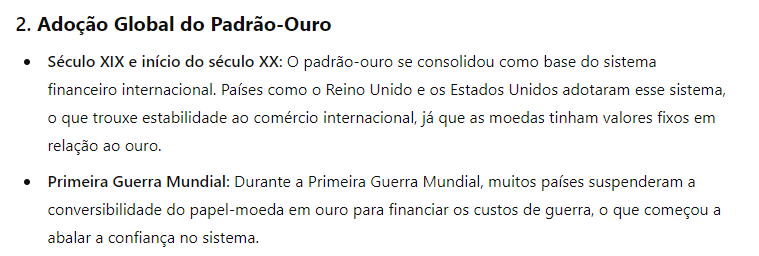 2. Adoção Global do Padrão-Ouro
• Século XIX e início do século XX: O padrão-ouro se consolidou como base do sistema
financeiro internacional. Países como o Reino Unido e os Estados Unidos adotaram esse sistema,
o que trouxe estabilidade ao comércio internacional, já que as moedas tinham valores fixos em
relação ao ouro.
• Primeira Guerra Mundial: Durante a Primeira Guerra Mundial, muitos países suspenderam a
conversibilidade do papel-moeda em ouro para financiar os custos de guerra, o que começou a
abalar a confiança no sistema.